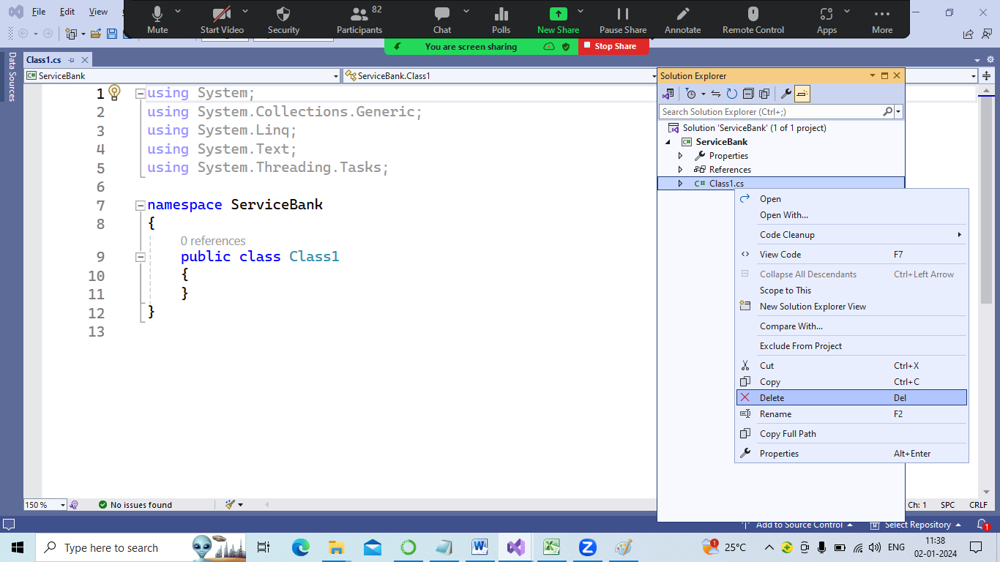 File Edit View
Mute Start Video Security Participants 82 Chat Polls New Share Pause Share Annotate Remote Control Apps More
You are screen sharing Stop Share
Data Sources
Class1.cs
ServiceBank ServiceBank.Class1
1 using System;
2 using System.Collections.Generic;
3 using System.Linq;
4 using System.Text;
5 using System.Threading.Tasks;
6
7 namespace ServiceBank
8 {
0 references
9 public class Class1
10 {
11 }
12 }
13
Solution Explorer
Search Solution Explorer (Ctrl+;)
Solution 'ServiceBank' (1 of 1 project)
C# ServiceBank
Properties
References
C# Class1.cs
Open
Open With...
Code Cleanup
View Code F7
Collapse All Descendants Ctrl+Left Arrow
Scope to This
New Solution Explorer View
Compare With...
Exclude From Project
Cut Ctrl+X
Copy Ctrl+C
Delete Del
Rename F2
Copy Full Path
Properties Alt+Enter
150 % No issues found Ch: 1 SPC CRLF
Add to Source Control Select Repository 1
Type here to search 1 25°C ENG 11:38
02-01-2024